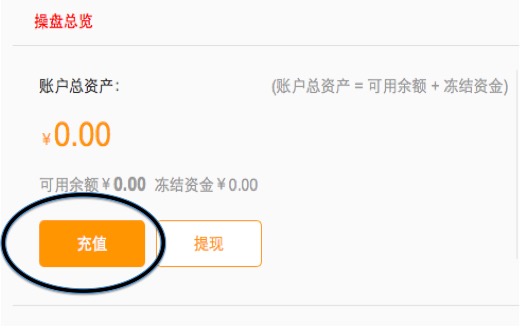 操盘总览
账户总资产： (账户总资产 = 可用余额 + 冻结资金)
¥0.00
可用余额¥0.00 冻结资金¥0.00
充值 提现